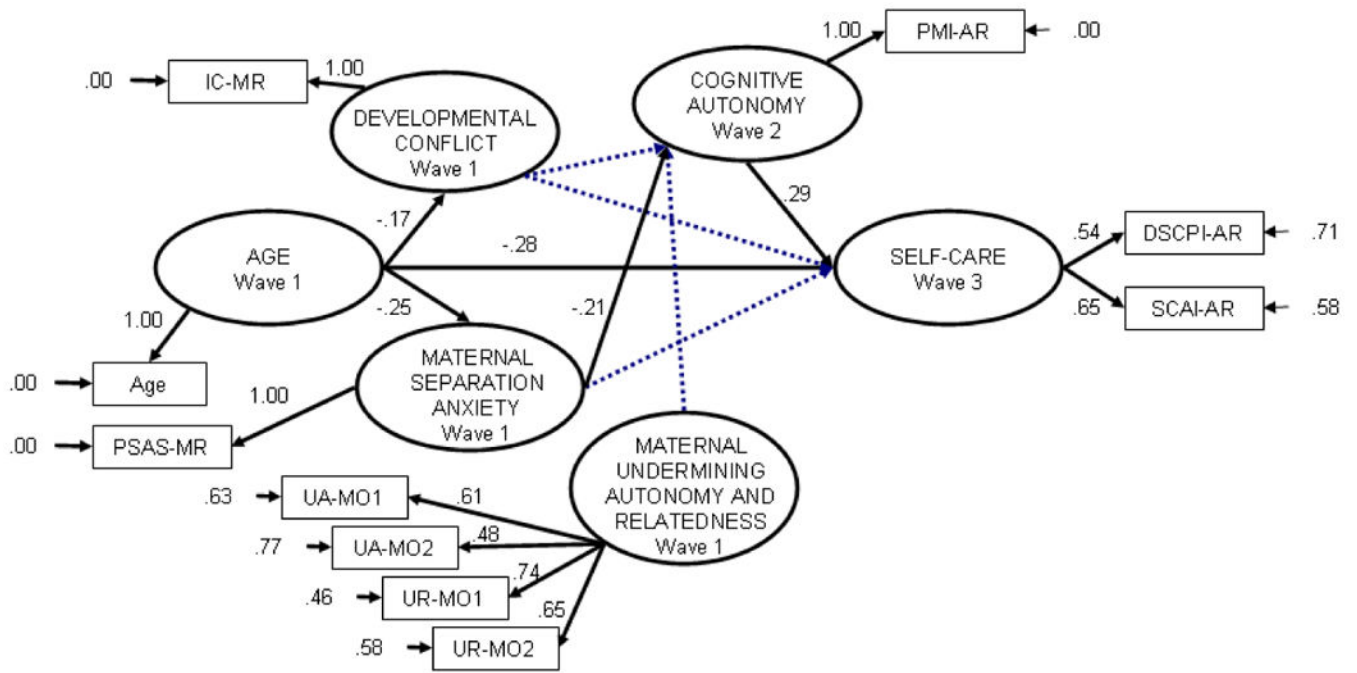 1.00
PMI-AR
.00
.00
IC-MR
1.00
COGNITIVE
AUTONOMY
Wave 2
DEVELOPMENTAL
CONFLICT
Wave 1
.29
-.17
-.28
.54
DSCPI-AR
.71
AGE
Wave 1
SELF-CARE
Wave 3
-.25
-.21
.65
SCAI-AR
.58
1.00
MATERNAL
SEPARATION
ANXIETY
Wave 1
.00
Age
1.00
.00
PSAS-MR
MATERNAL
UNDERMINING
AUTONOMY AND
RELATEDNESS
Wave 1
.63
UA-MO1
.61
.77
UA-MO2
.48
.46
UR-MO1
.74
.58
UR-MO2
.65